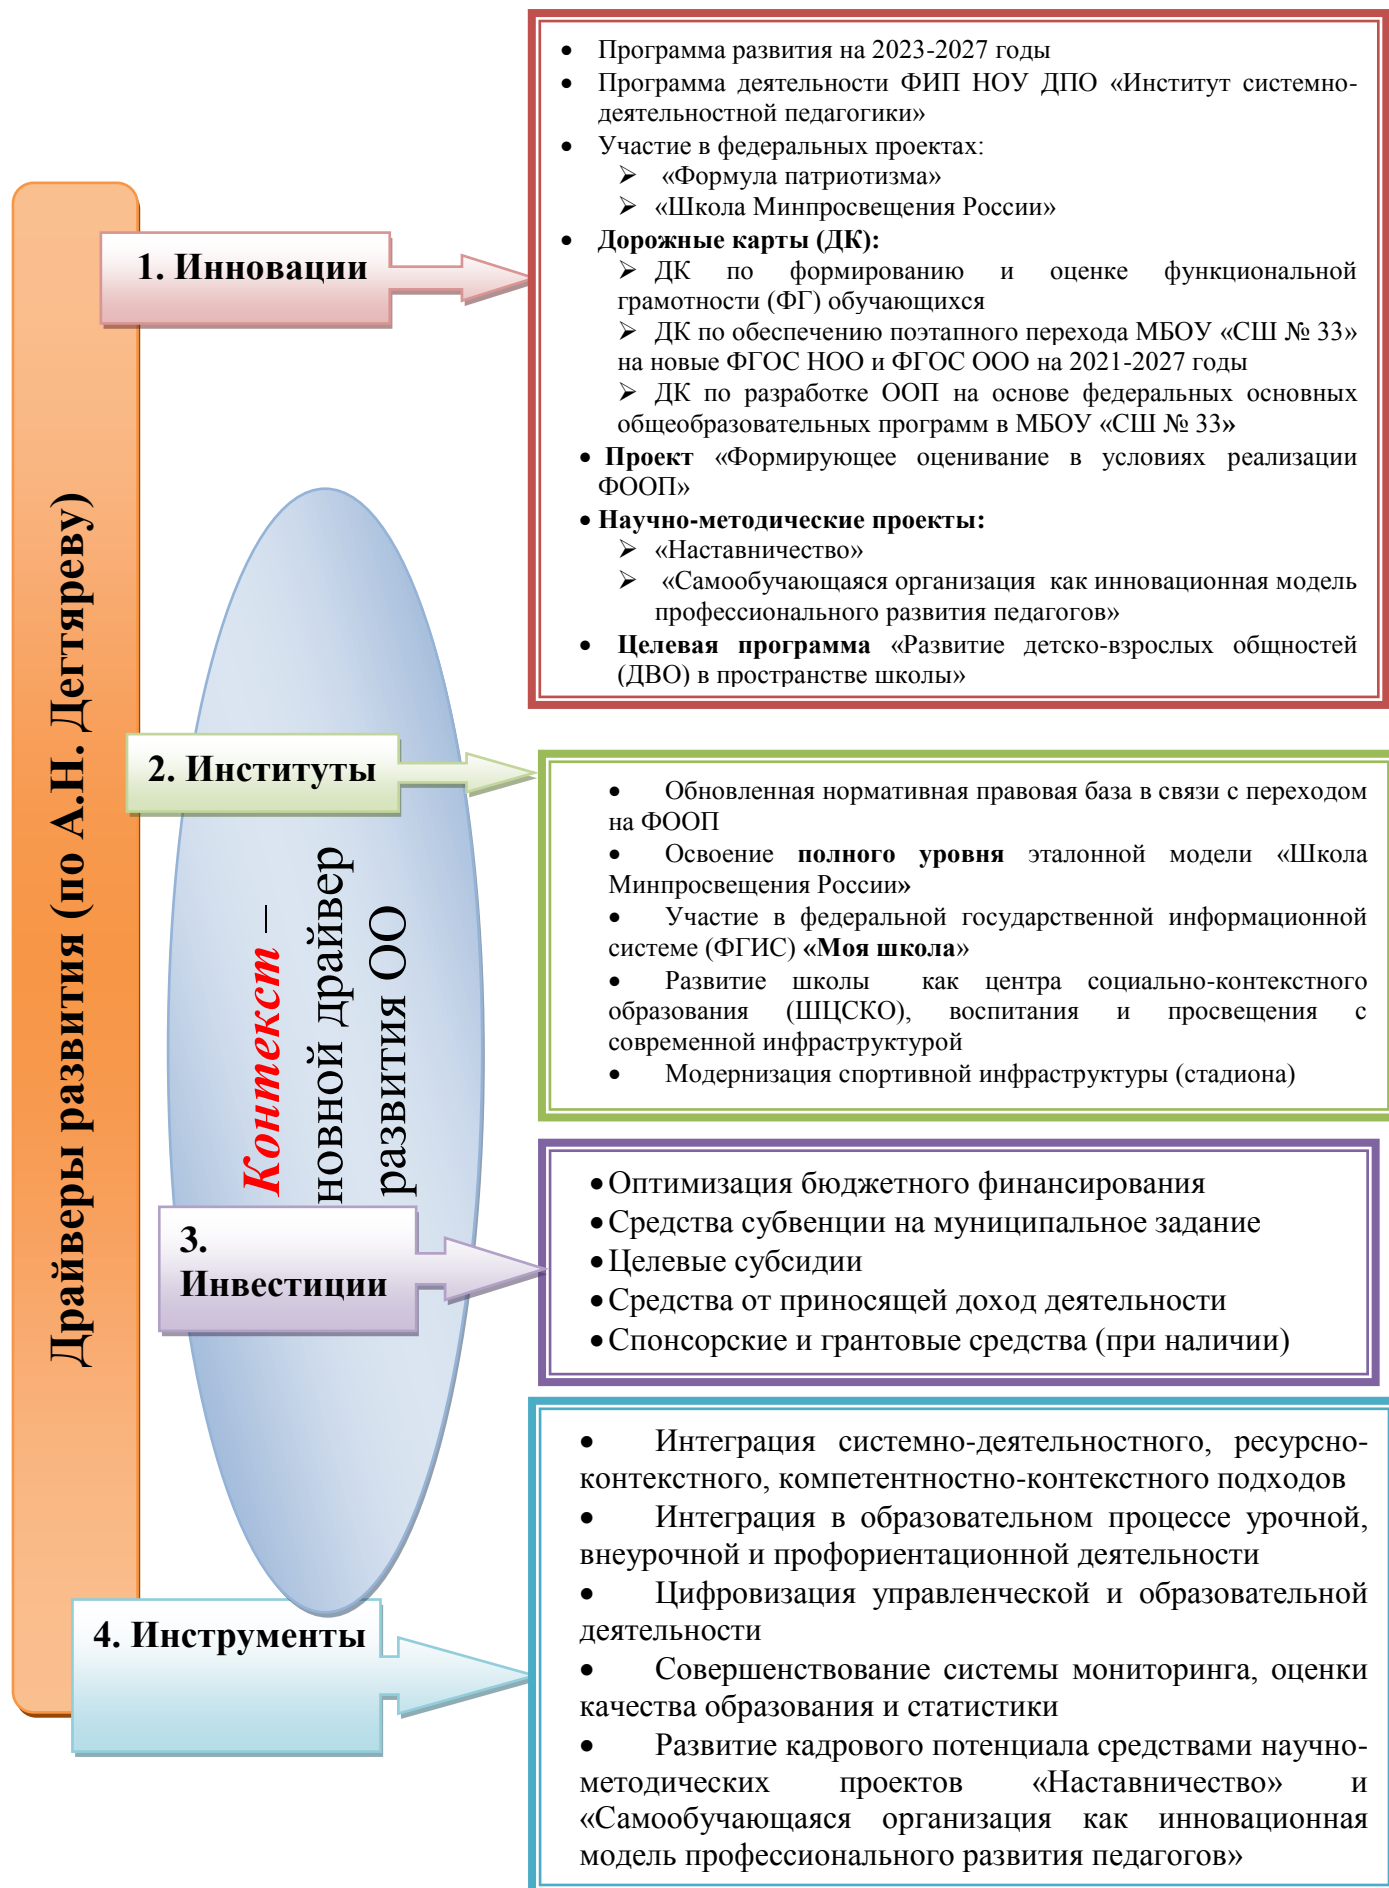 Драйверы развития (по А.Н. Дегтяреву)
1. Инновации
• Программа развития на 2023-2027 годы
• Программа деятельности ФИП НОУ ДПО «Институт системно-
деятельностной педагогики»
• Участие в федеральных проектах:
➢ «Формула патриотизма»
➢ «Школа Минпросвещения России»
• Дорожные карты (ДК):
➢ ДК по формированию и оценке функциональной
грамотности (ФГ) обучающихся
➢ ДК по обеспечению поэтапного перехода МБОУ «СШ № 33»
на новые ФГОС НОО и ФГОС ООО на 2021-2027 годы
➢ ДК по разработке ООП на основе федеральных основных
общеобразовательных программ в МБОУ «СШ № 33»
• Проект «Формирующее оценивание в условиях реализации
ФООП»
• Научно-методические проекты:
➢ «Наставничество»
➢ «Самообучающаяся организация как инновационная модель
профессионального развития педагогов»
• Целевая программа «Развитие детско-взрослых общностей
(ДВО) в пространстве школы»
Контекст –
новной драйвер
развития ОО
2. Институты
• Обновленная нормативная правовая база в связи с переходом
на ФООП
• Освоение полного уровня эталонной модели «Школа
Минпросвещения России»
• Участие в федеральной государственной информационной
системе (ФГИС) «Моя школа»
• Развитие школы как центра социально-контекстного
образования (ШЦСКО), воспитания и просвещения с
современной инфраструктурой
• Модернизация спортивной инфраструктуры (стадиона)
3.
Инвестиции
• Оптимизация бюджетного финансирования
• Средства субвенции на муниципальное задание
• Целевые субсидии
• Средства от приносящей доход деятельности
• Спонсорские и грантовые средства (при наличии)
4. Инструменты
• Интеграция системно-деятельностного, ресурсно-
контекстного, компетентностно-контекстного подходов
• Интеграция в образовательном процессе урочной,
внеурочной и профориентационной деятельности
• Цифровизация управленческой и образовательной
деятельности
• Совершенствование системы мониторинга, оценки
качества образования и статистики
• Развитие кадрового потенциала средствами научно-
методических проектов «Наставничество» и
«Самообучающаяся организация как инновационная
модель профессионального развития педагогов»